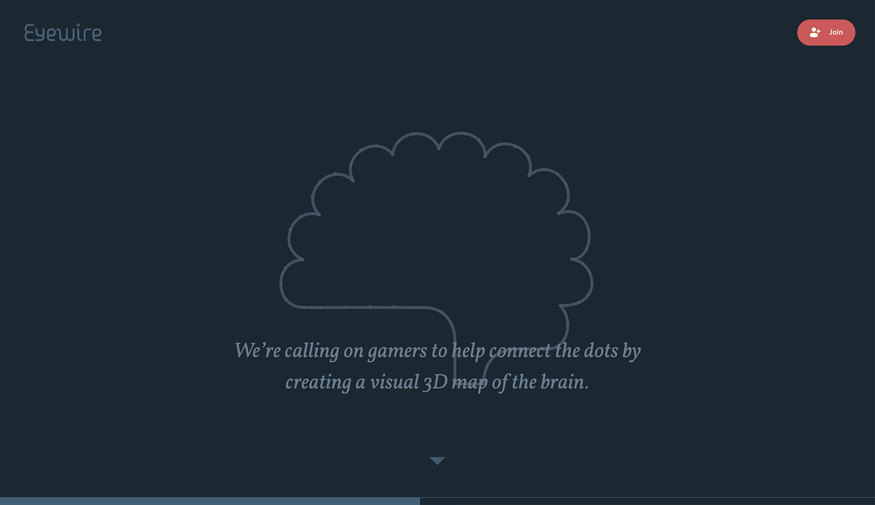 Eyewire
Join
We’re calling on gamers to help connect the dots by
creating a visual 3D map of the brain.